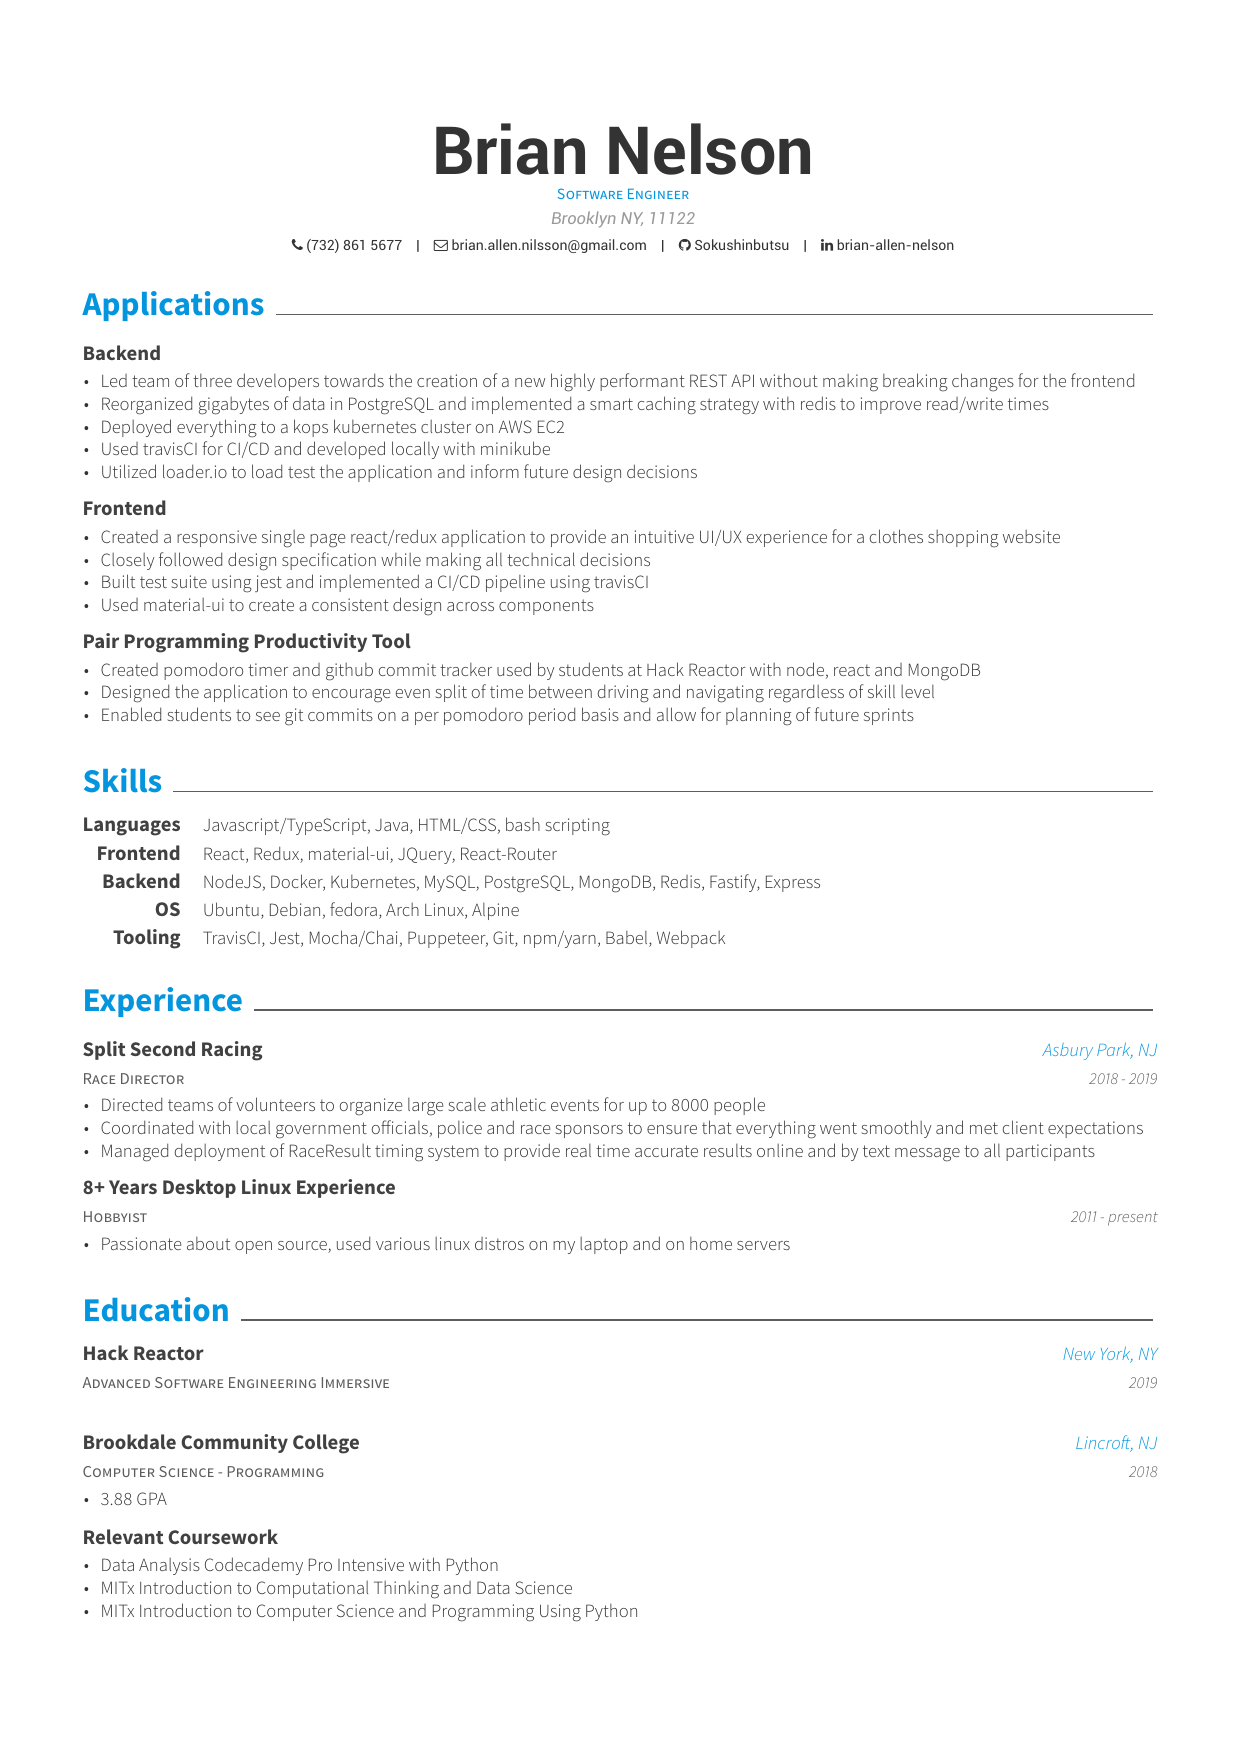 Brian Nelson
Software Engineer
Brooklyn NY, 11122
(732) 861 5677 | brian.allen.nilsson@gmail.com | Sokushinbutsu | brian-allen-nelson
Applications
Backend
• Led team of three developers towards the creation of a new highly performant REST API without making breaking changes for the frontend
• Reorganized gigabytes of data in PostgreSQL and implemented a smart caching strategy with redis to improve read/write times
• Deployed everything to a kops kubernetes cluster on AWS EC2
• Used travisCI for CI/CD and developed locally with minikube
• Utilized loader.io to load test the application and inform future design decisions
Frontend
• Created a responsive single page react/redux application to provide an intuitive UI/UX experience for a clothes shopping website
• Closely followed design specification while making all technical decisions
• Built test suite using jest and implemented a CI/CD pipeline using travisCI
• Used material-ui to create a consistent design across components
Pair Programming Productivity Tool
• Created pomodoro timer and github commit tracker used by students at Hack Reactor with node, react and MongoDB
• Designed the application to encourage even split of time between driving and navigating regardless of skill level
• Enabled students to see git commits on a per pomodoro period basis and allow for planning of future sprints
Skills
Languages Javascript/TypeScript, Java, HTML/CSS, bash scripting
Frontend React, Redux, material-ui, JQuery, React-Router
Backend NodeJS, Docker, Kubernetes, MySQL, PostgreSQL, MongoDB, Redis, Fastify, Express
OS Ubuntu, Debian, fedora, Arch Linux, Alpine
Tooling TravisCI, Jest, Mocha/Chai, Puppeteer, Git, npm/yarn, Babel, Webpack
Experience
Split Second Racing Asbury Park, NJ
Race Director 2018 - 2019
• Directed teams of volunteers to organize large scale athletic events for up to 8000 people
• Coordinated with local government officials, police and race sponsors to ensure that everything went smoothly and met client expectations
• Managed deployment of RaceResult timing system to provide real time accurate results online and by text message to all participants
8+ Years Desktop Linux Experience
Hobbyist 2011 - present
• Passionate about open source, used various linux distros on my laptop and on home servers
Education
Hack Reactor New York, NY
Advanced Software Engineering Immersive 2019
Brookdale Community College Lincroft, NJ
Computer Science - Programming 2018
• 3.88 GPA
Relevant Coursework
• Data Analysis Codecademy Pro Intensive with Python
• MITx Introduction to Computational Thinking and Data Science
• MITx Introduction to Computer Science and Programming Using Python